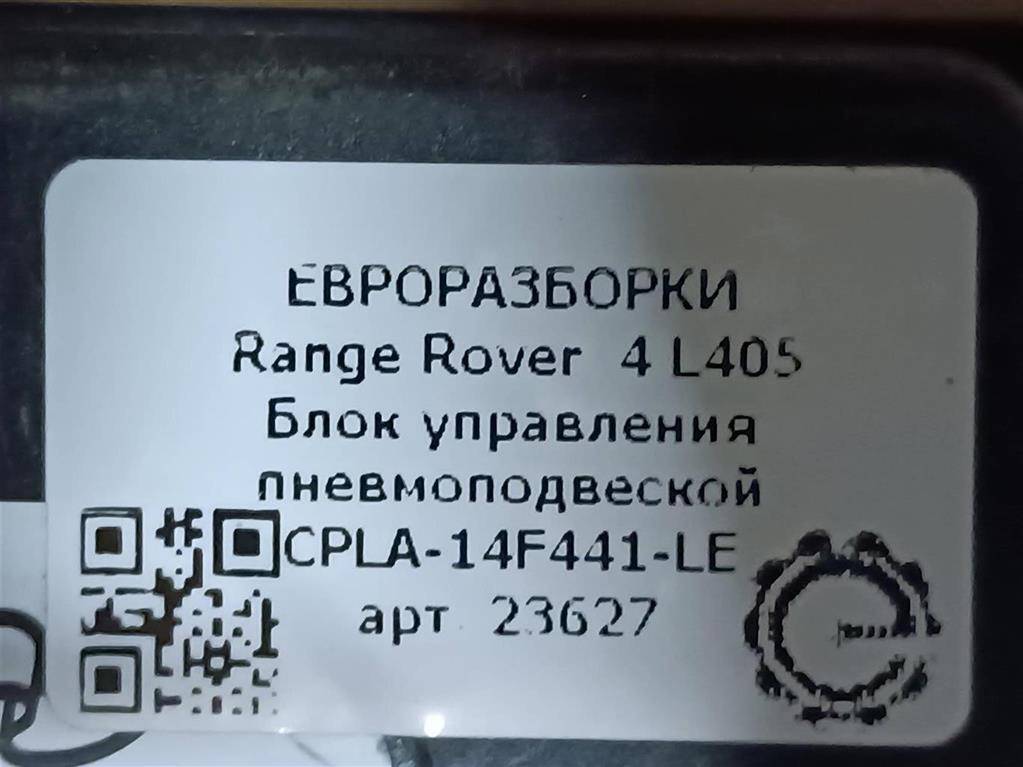 ЕВРОРАЗБОРКИ
Range Rover 4 L405
Блок управления
пневмоподвеской
CPLA-14F441-LE
арт 23627